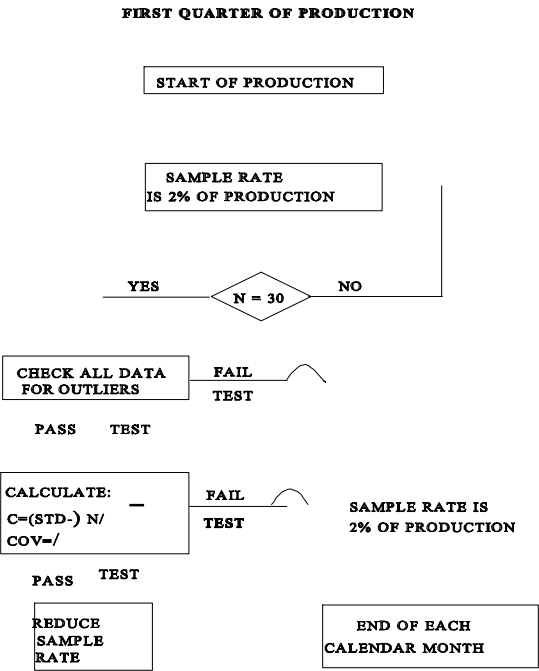 FIRST QUARTER OF PRODUCTION
START OF PRODUCTION
SAMPLE RATE
IS 2% OF PRODUCTION
YES
N = 30
NO
CHECK ALL DATA
FOR OUTLIERS
FAIL
TEST
PASS TEST
CALCULATE:
C=(STD-) N/
COV=/
FAIL
TEST
SAMPLE RATE IS
2% OF PRODUCTION
PASS TEST
REDUCE
SAMPLE
RATE
END OF EACH
CALENDAR MONTH